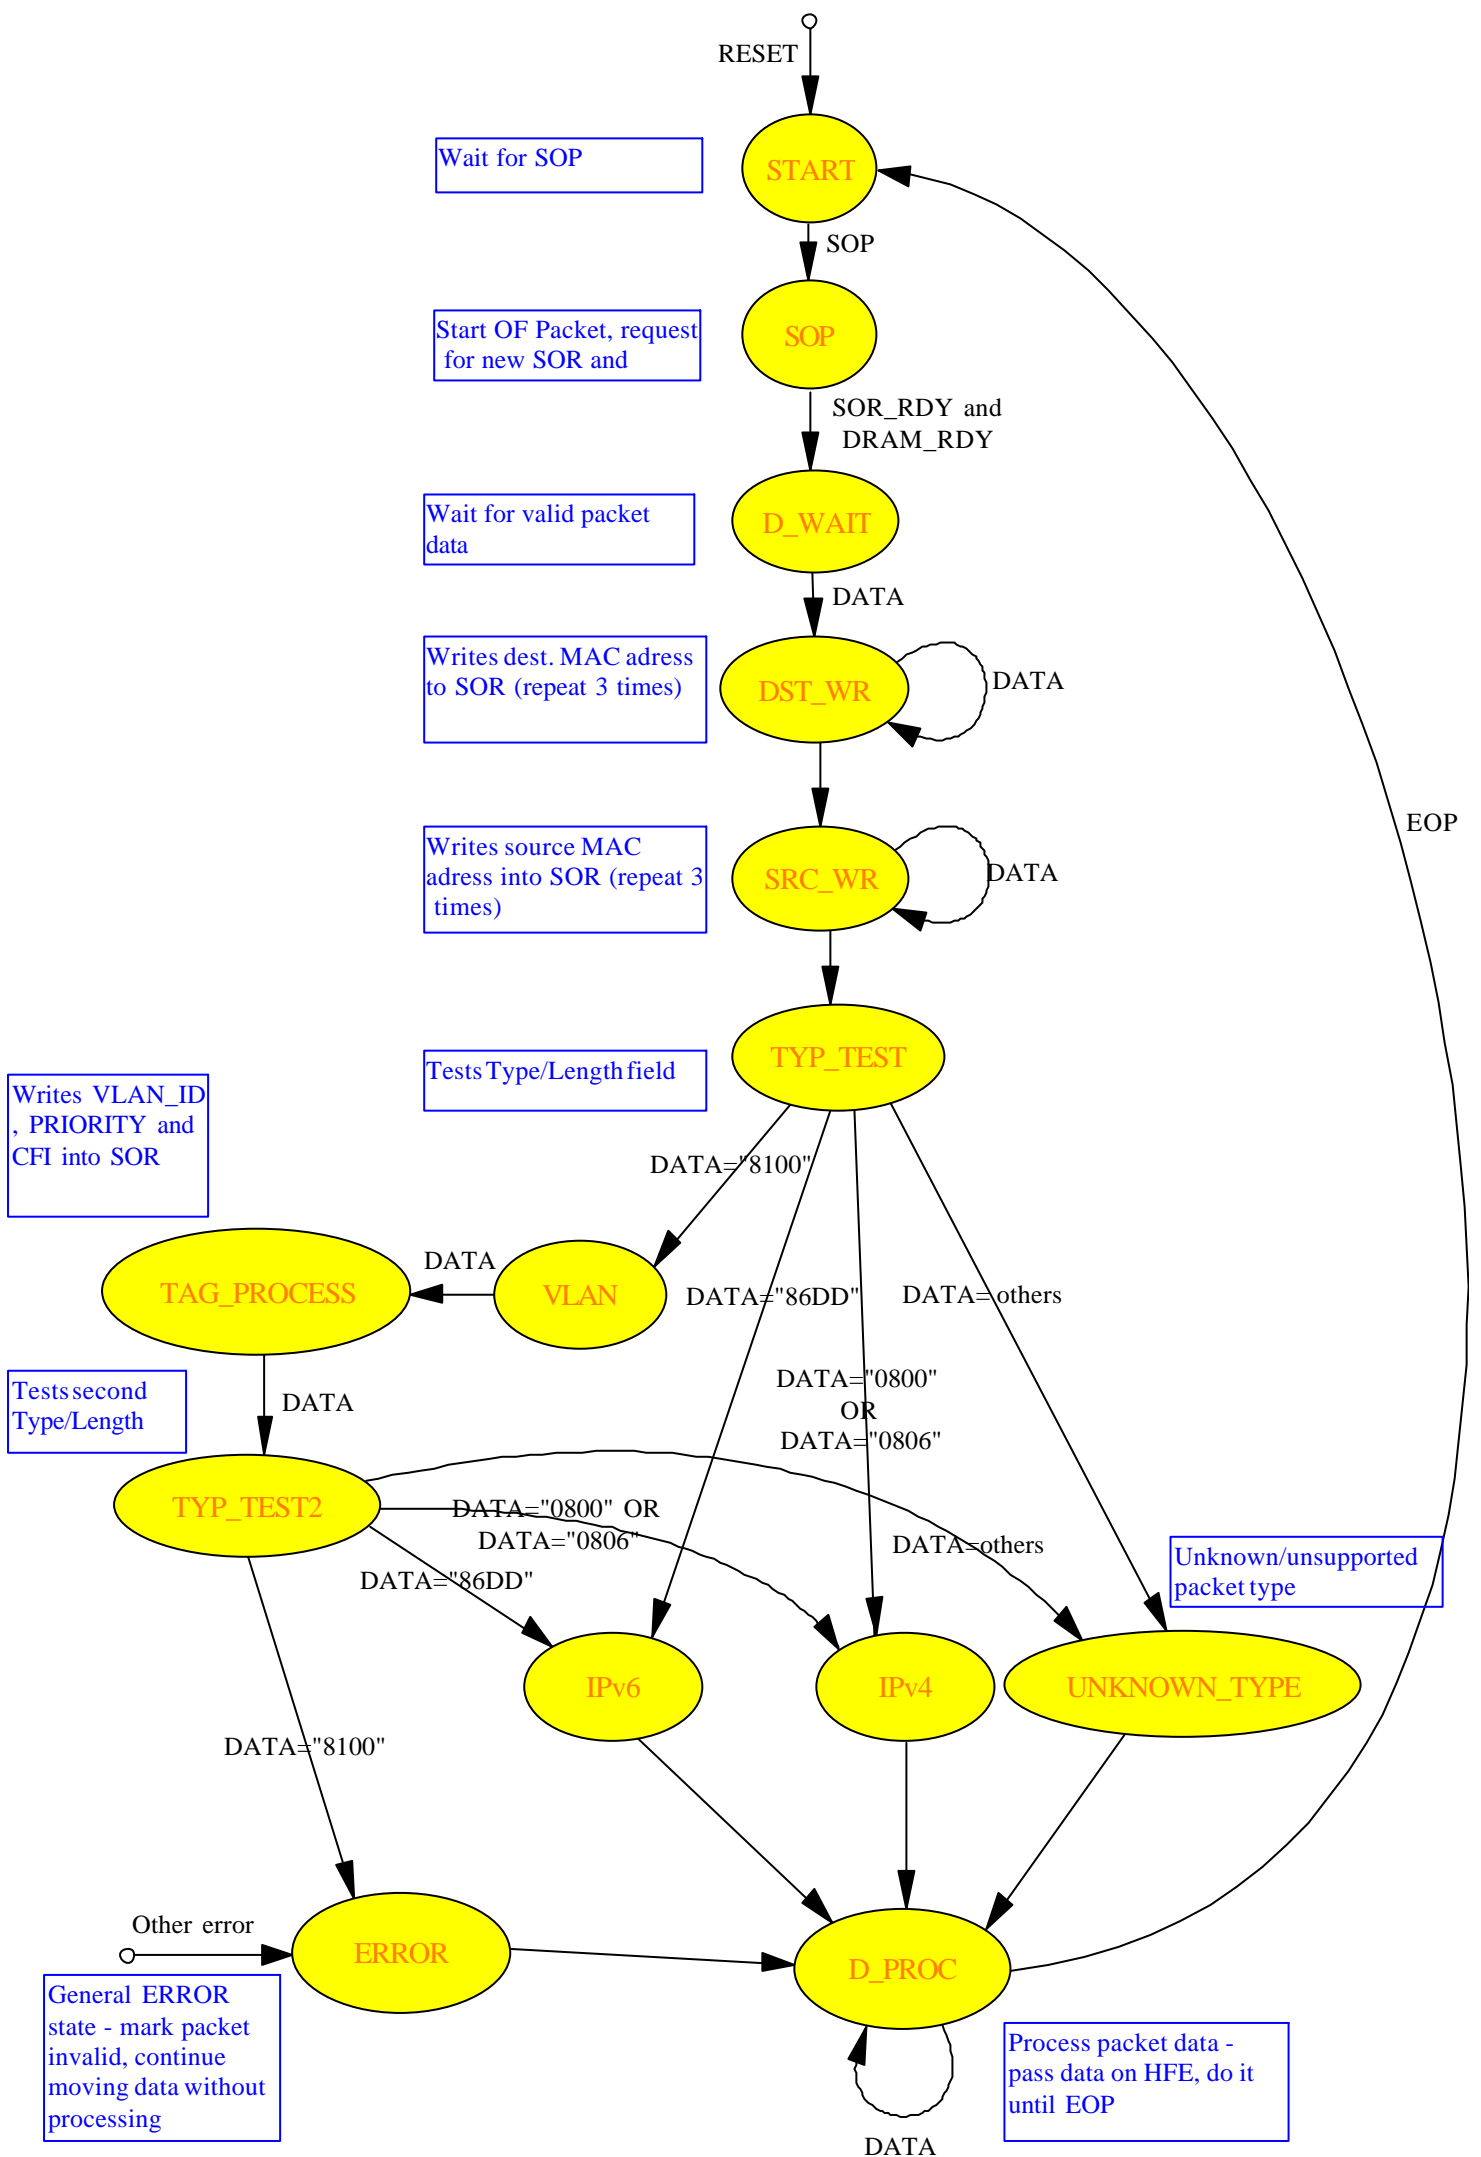 RESET
Wait for SOP
START
SOP
Start OF Packet, request
for new SOR and
SOP
SOR_RDY and
DRAM_RDY
Wait for valid packet
data
D_WAIT
DATA
Writes dest. MAC adress
to SOR (repeat 3 times)
DST_WR
DATA
EOP
Writes source MAC
adress into SOR (repeat 3
times)
SRC_WR
DATA
Tests Type/Length field
TYP_TEST
Writes VLAN_ID
, PRIORITY and
CFI into SOR
DATA="8100"
TAG_PROCESS
DATA
VLAN
DATA="86DD"
DATA=others
DATA="0800"
OR
DATA="0806"
Tests second
Type/Length
DATA
TYP_TEST2
DATA="0800" OR
DATA="0806"
DATA="86DD"
DATA=others
Unknown/unsupported
packet type
IPv6
IPv4
UNKNOWN_TYPE
DATA="8100"
Other error
ERROR
D_PROC
General ERROR
state - mark packet
invalid, continue
moving data without
processing
Process packet data -
pass data on HFE, do it
until EOP
DATA